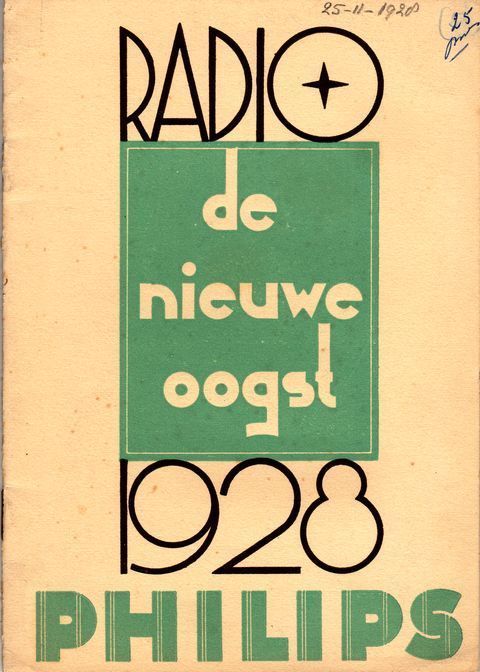 25-11-1928
25
RADIO
de
nieuwe
oogst
1928
PHILIPS